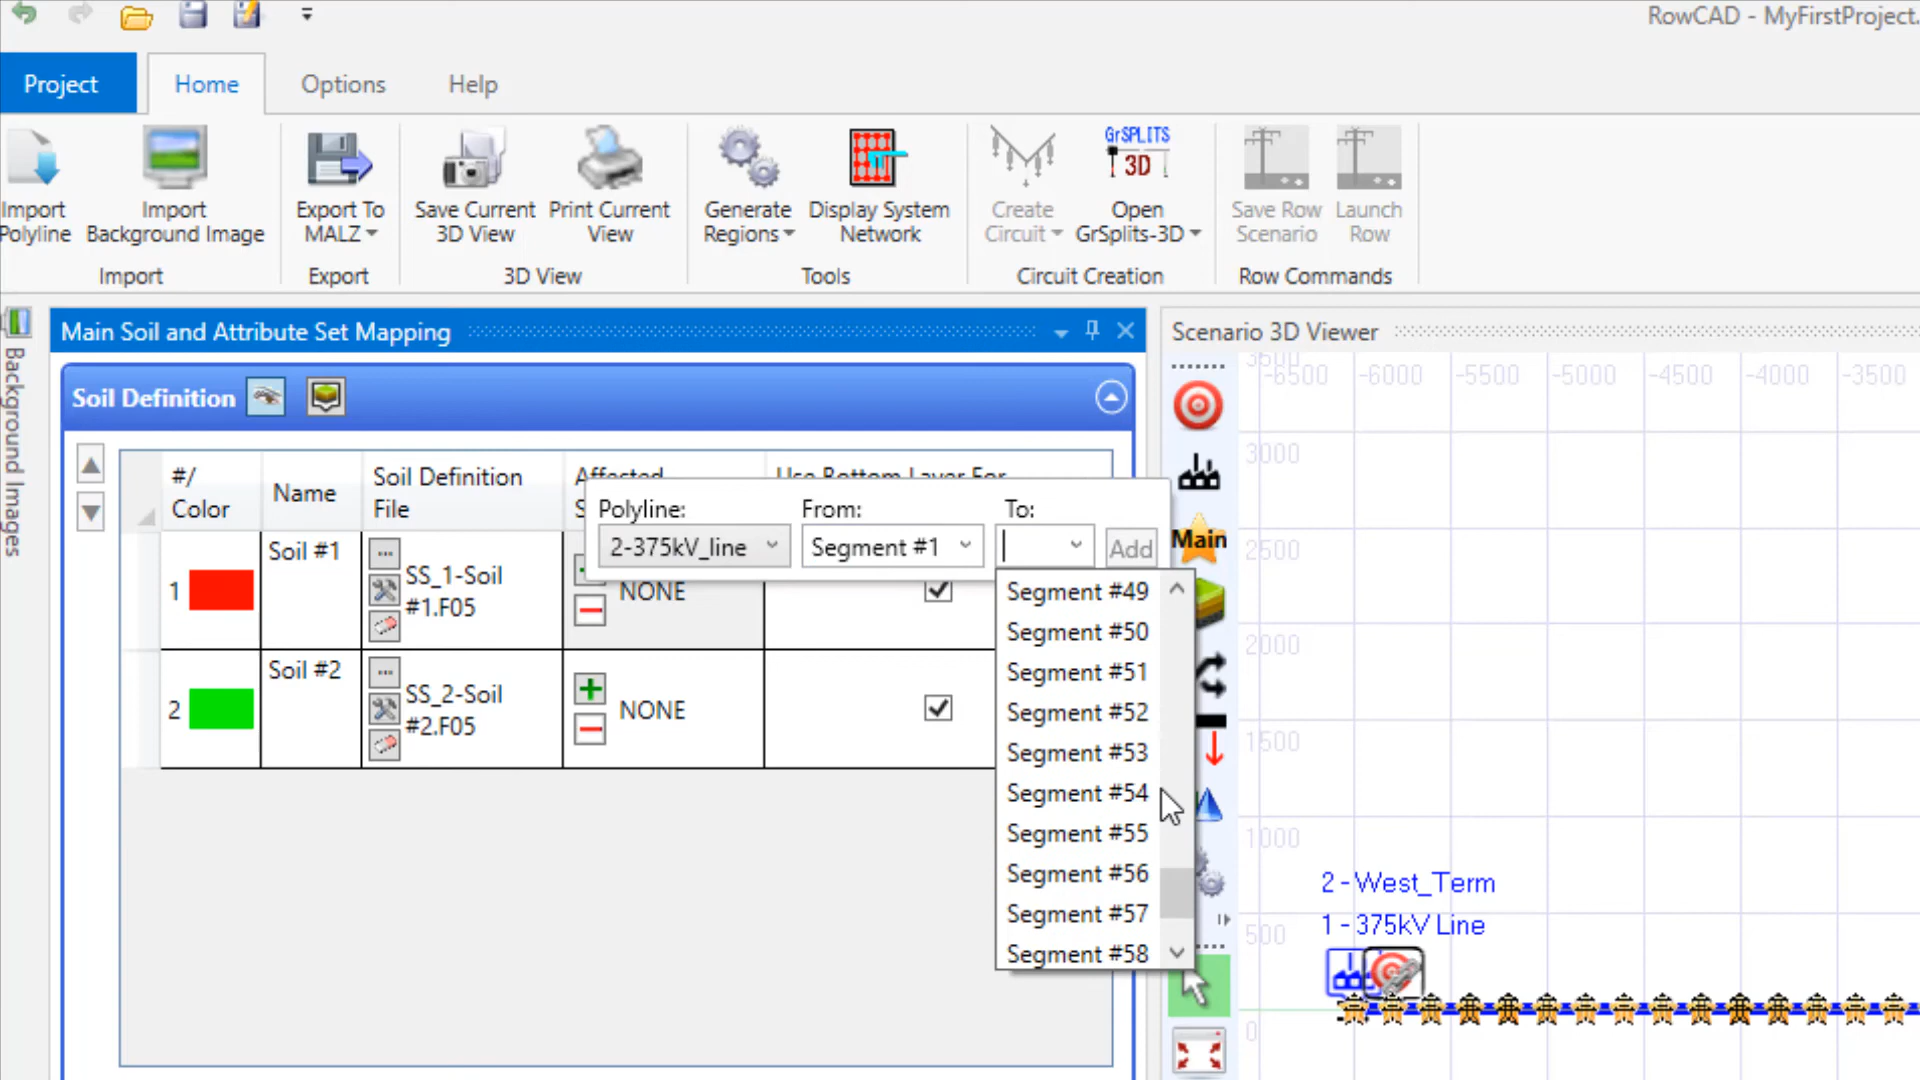 RowCAD - MyFirstProject.
Project
Home
Options
Help
Import
Polyline
Import
Background Image
Import
Export To
MALZ
Export
Save Current
3D View
Print Current
View
3D View
Generate
Regions
Display System
Network
Tools
Create
Circuit
GrSPLITS
3D
Open
GrSplits-3D
Circuit Creation
Save Row
Scenario
Launch
Row
Row Commands
Background Images
Main Soil and Attribute Set Mapping
Soil Definition
#/
Color
Name
Soil Definition
File
Affected
S
Use Bottom Layer For
1
Soil #1
...
SS_1-Soil
#1.F05
NONE
2
Soil #2
...
SS_2-Soil
#2.F05
NONE
Polyline:
From:
To:
2-375kV_line
Segment #1
Add
Segment #49
Segment #50
Segment #51
Segment #52
Segment #53
Segment #54
Segment #55
Segment #56
Segment #57
Segment #58
Scenario 3D Viewer
Main
3500
-6500
-6000
-5500
-5000
-4500
-4000
-3500
3000
2500
2000
1500
1000
500
0
2 - West_Term
1 - 375kV Line